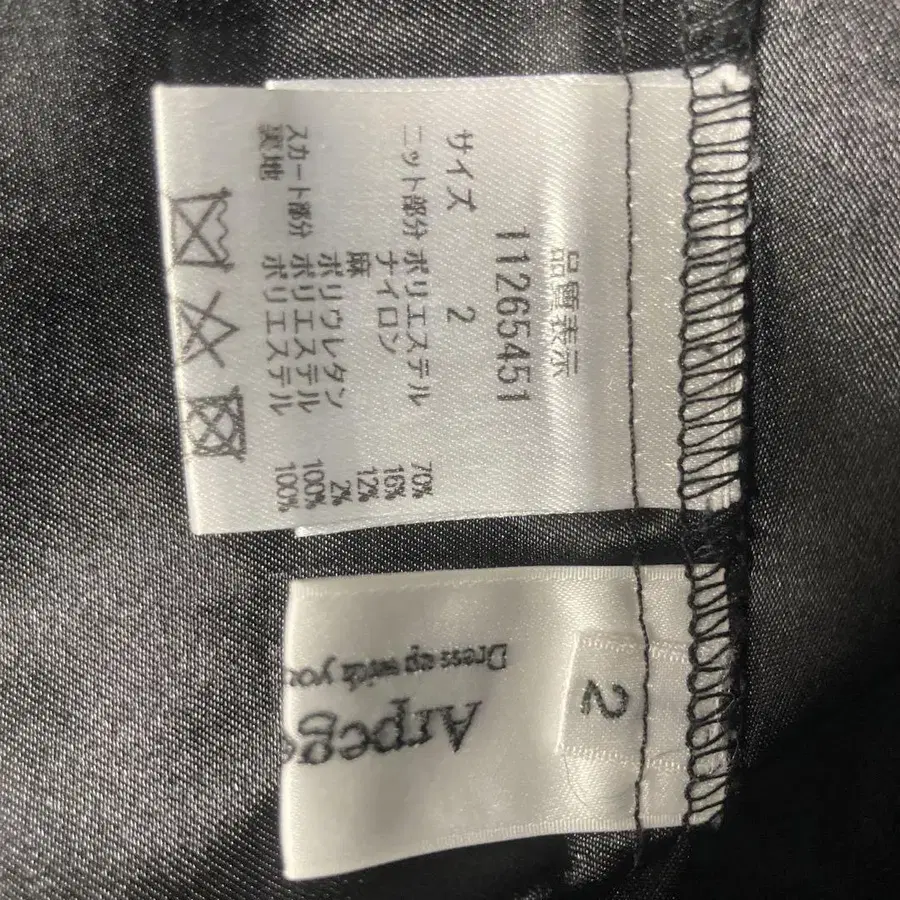 品質表示
11265451
サイズ 2
ニット部分 ポリエステル 70%
ナイロン 16%
麻 12%
ポリウレタン 2%
スカート部分 ポリエステル 100%
裏地 ポリエステル 100%
2
Dress up with yo
Arpeg